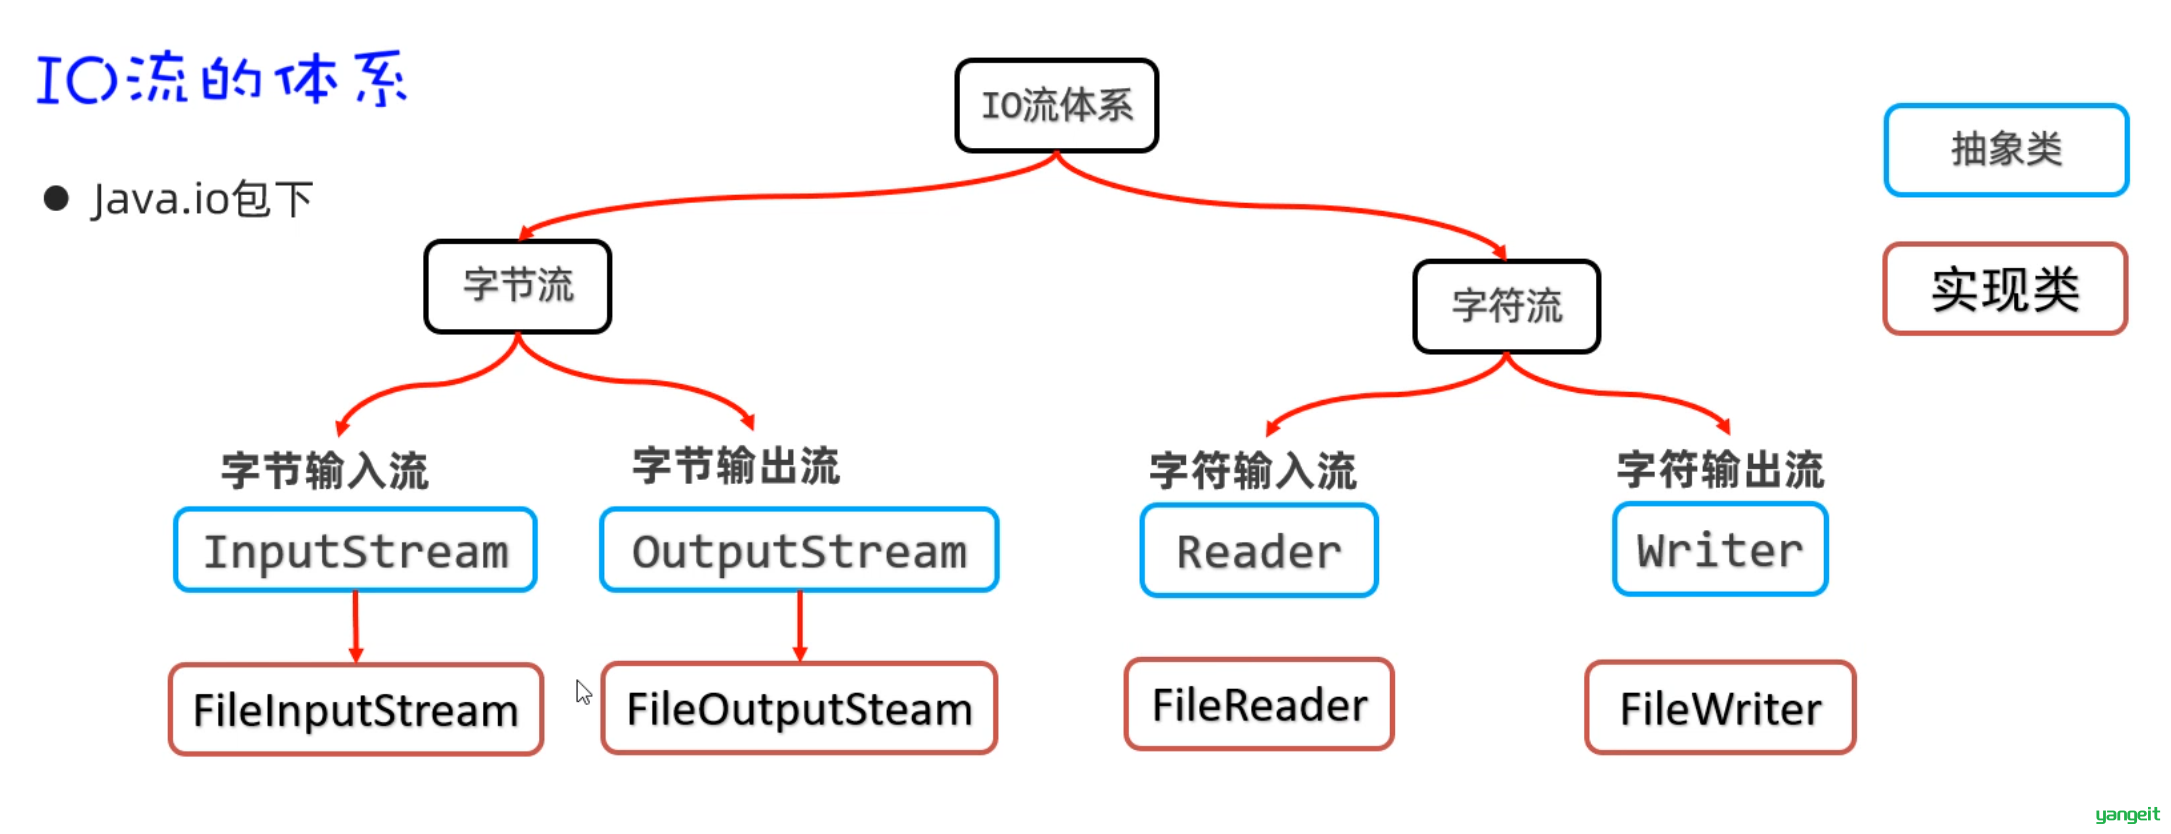 IO流的体系
Java.io包下
IO流体系
抽象类
实现类
字节流
字符流
字节输入流
字节输出流
字符输入流
字符输出流
InputStream
OutputStream
Reader
Writer
FileInputStream
FileOutputSteam
FileReader
FileWriter
yangeit